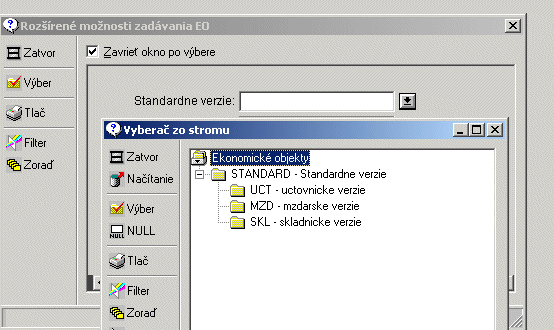 Rozšírené možnosti zadávania EO
Zatvor
Zavrieť okno po výbere
Výber
Štandardne verzie:
Tlač
Filter
Zoraď
Vyberač zo stromu
Zatvor
Načítanie
Výber
NULL
Tlač
Filter
Zoraď
Ekonomické objekty
STANDARD - Standardne verzie
UCT - uctovnicke verzie
MZD - mzdarske verzie
SKL - skladnicke verzie